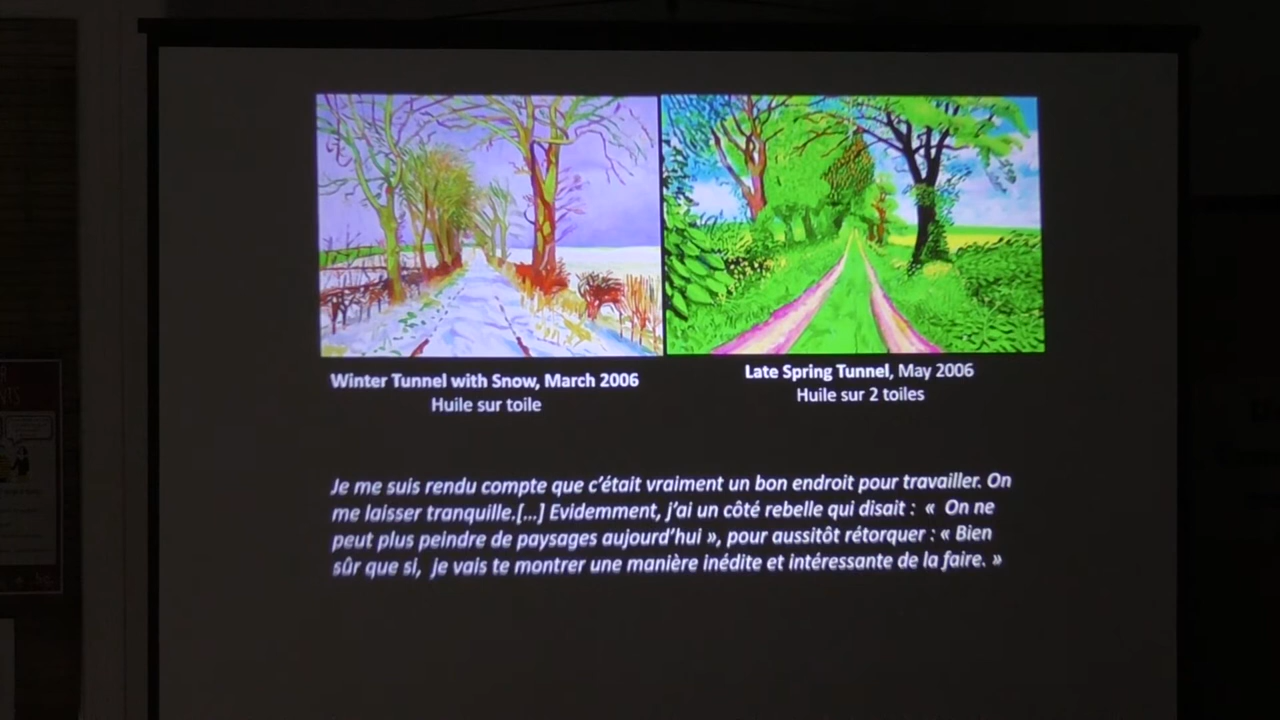 Winter Tunnel with Snow, March 2006
Huile sur toile
Late Spring Tunnel, May 2006
Huile sur 2 toiles
Je me suis rendu compte que c'était vraiment un bon endroit pour travailler. On
me laisser tranquille.[...] Evidemment, j'ai un côté rebelle qui disait : « On ne
peut plus peindre de paysages aujourd'hui », pour aussitôt rétorquer : « Bien
sûr que si, je vais te montrer une manière inédite et intéressante de la faire. »